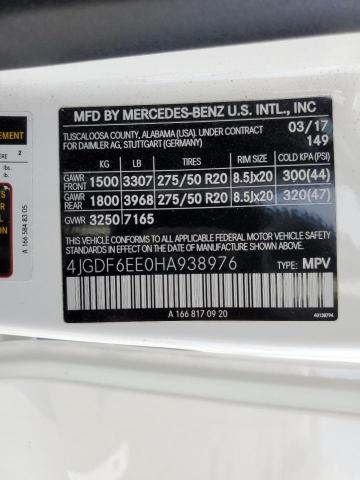 MFD BY MERCEDES-BENZ U.S. INTL., INC
TUSCALOOSA COUNTY, ALABAMA (USA). UNDER CONTRACT
FOR DAIMLER AG, STUTTGART (GERMANY)
03/17
149
KG LB TIRES RIM SIZE COLD KPA (PSI)
GAWR FRONT 1500 3307 275/50 R20 8.5Jx20 300(44)
GAWR REAR 1800 3968 275/50 R20 8.5Jx20 320(47)
GVWR 3250 7165
THIS VEHICLE CONFORMS TO ALL APPLICABLE FEDERAL MOTOR VEHICLE SAFETY
STANDARDS IN EFFECT ON THE DATE OF MANUFACTURE SHOWN ABOVE.
4JGDF6EE0HA938976 TYPE: MPV
A 166 817 09 20
40138794
2
lbs.
lbs.
A 166 584 83 05